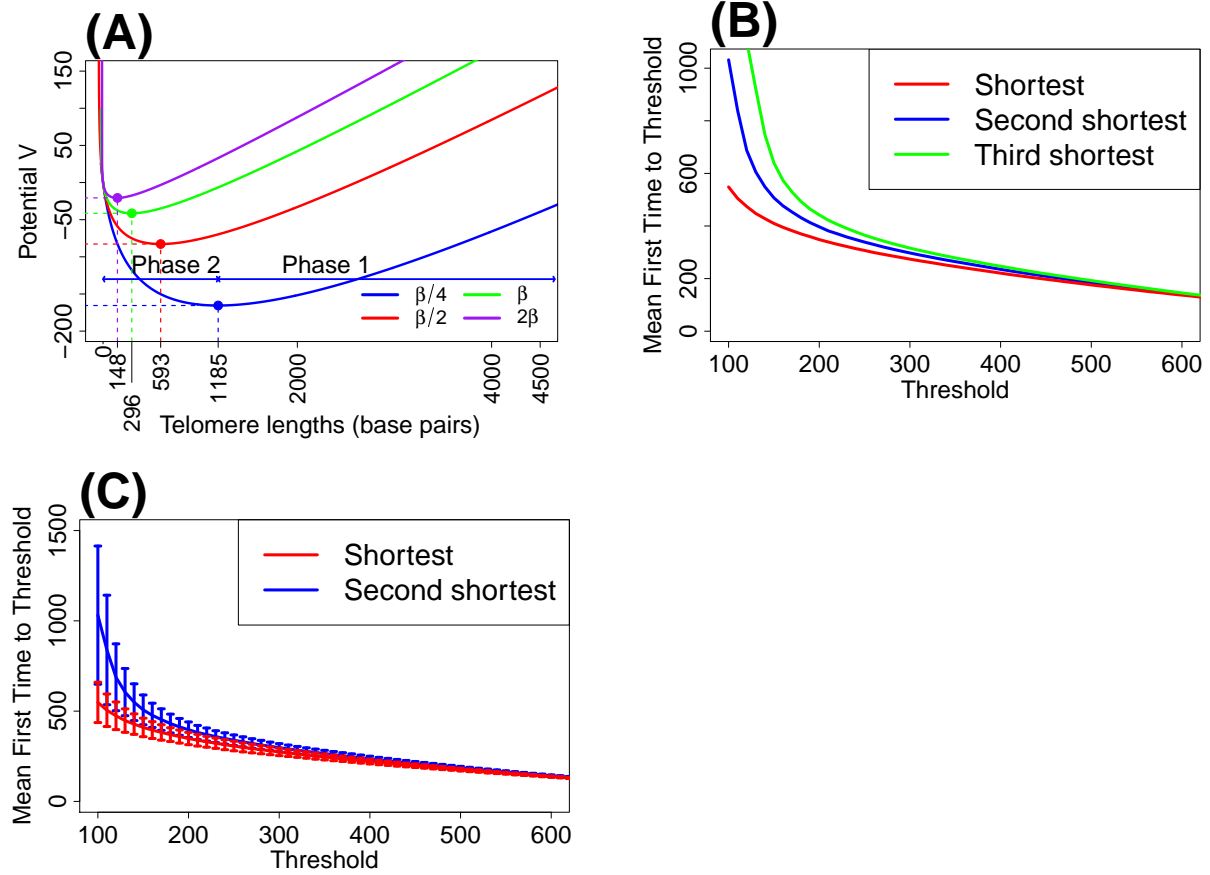 (A)
Potential V
150
50
−50
−200
Phase 2
Phase 1
β/4
β
β/2
2β
0
148
296
593
1185
2000
4000
4500
Telomere lengths (base pairs)
(B)
Mean First Time to Threshold
1000
600
200
0
Shortest
Second shortest
Third shortest
100
200
300
400
500
600
Threshold
(C)
Mean First Time to Threshold
1500
1000
500
0
Shortest
Second shortest
100
200
300
400
500
600
Threshold